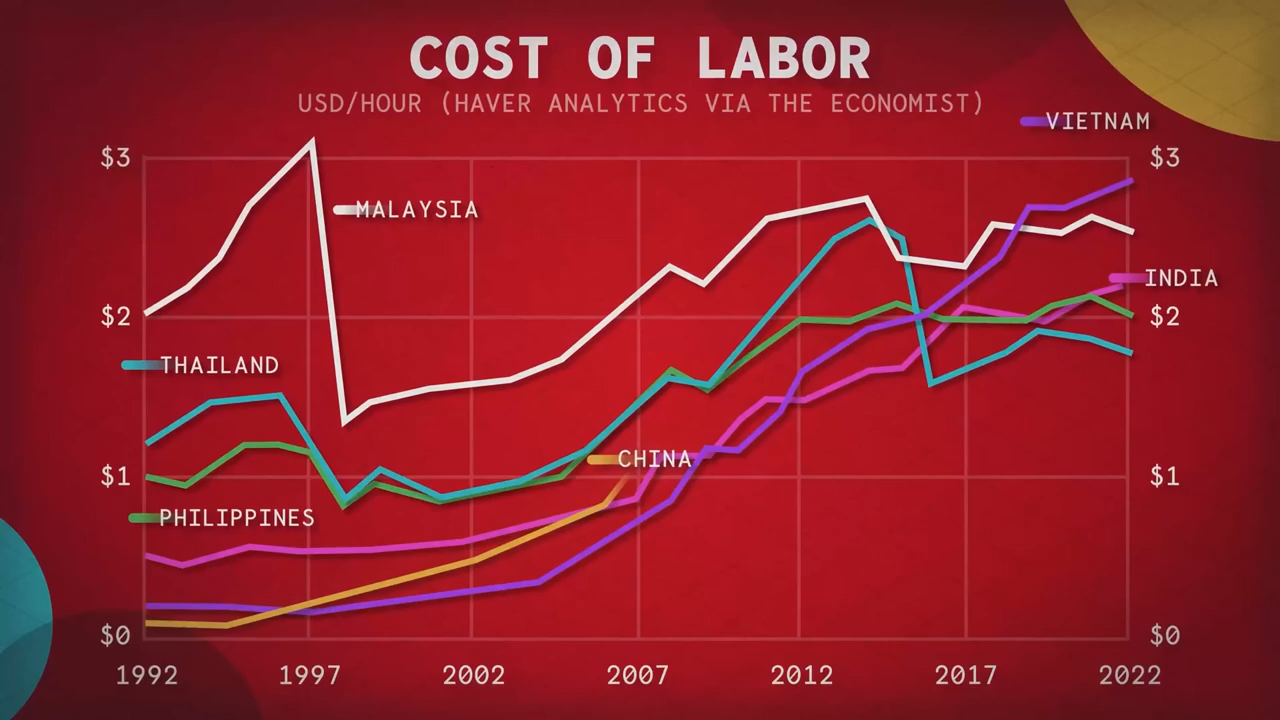 COST OF LABOR
USD/HOUR (HAVER ANALYTICS VIA THE ECONOMIST)
VIETNAM
$3
$3
MALAYSIA
INDIA
$2
$2
THAILAND
CHINA
$1
$1
PHILIPPINES
$0
$0
1992 1997 2002 2007 2012 2017 2022